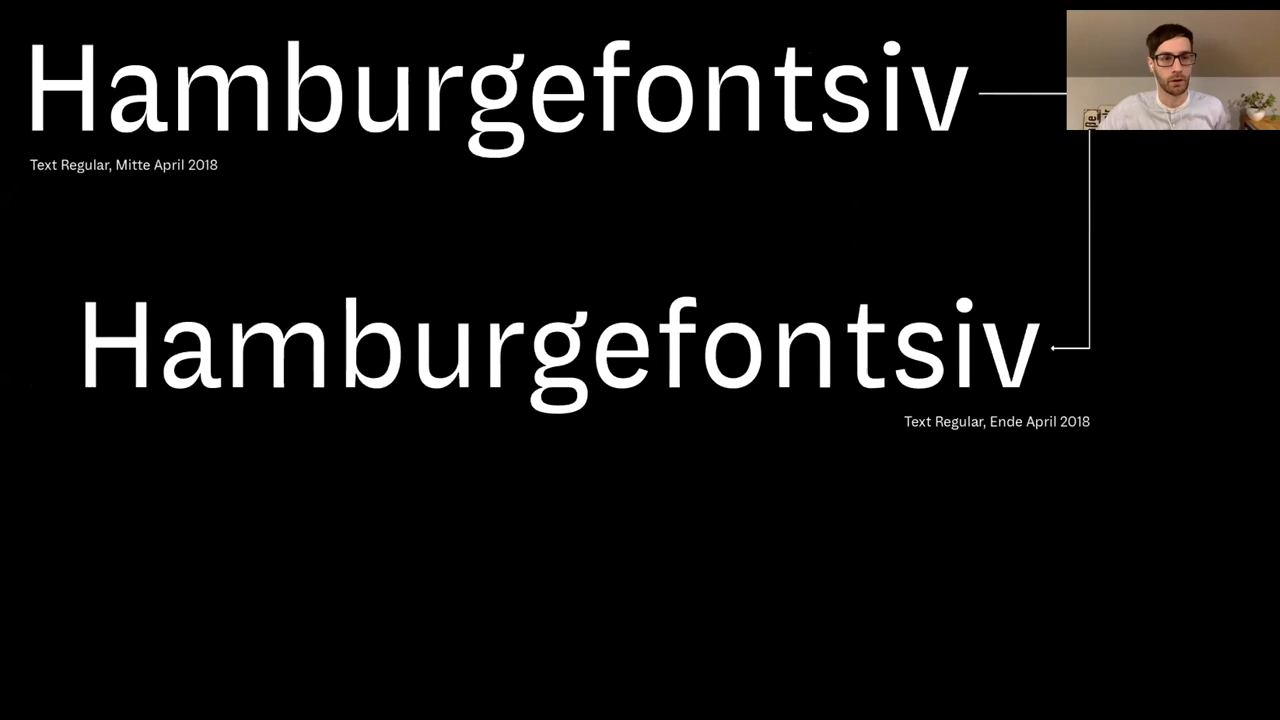 Hamburgefontsiv
Text Regular, Mitte April 2018
Hamburgefontsiv
Text Regular, Ende April 2018